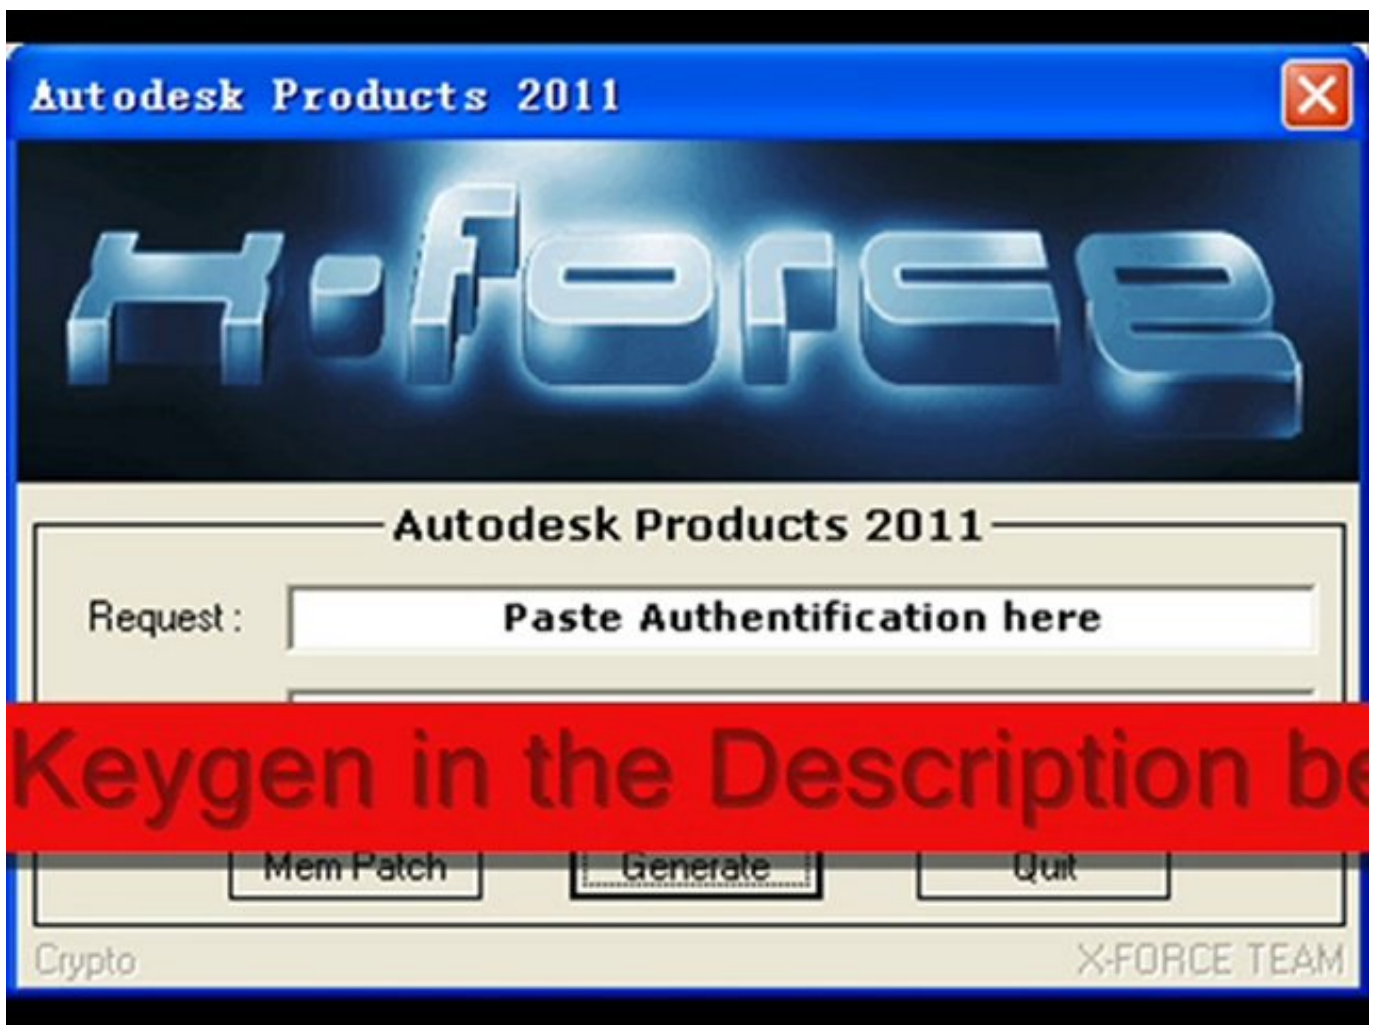 Autodesk Products 2011
x-force
Autodesk Products 2011
Request :
Paste Authentification here
Keygen in the Description be
Mem Patch
Generate
Quit
Crypto
X-FORCE TEAM